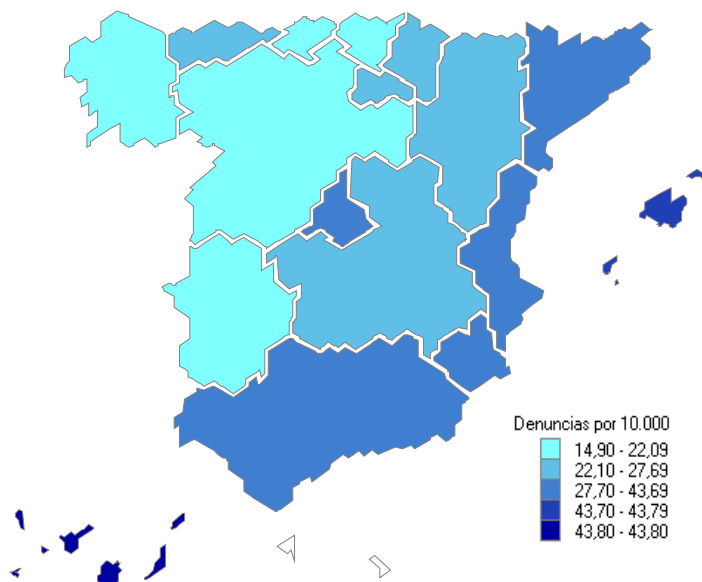 Denuncias por 10.000
14,90 - 22,09
22,10 - 27,69
27,70 - 43,69
43,70 - 43,79
43,80 - 43,80